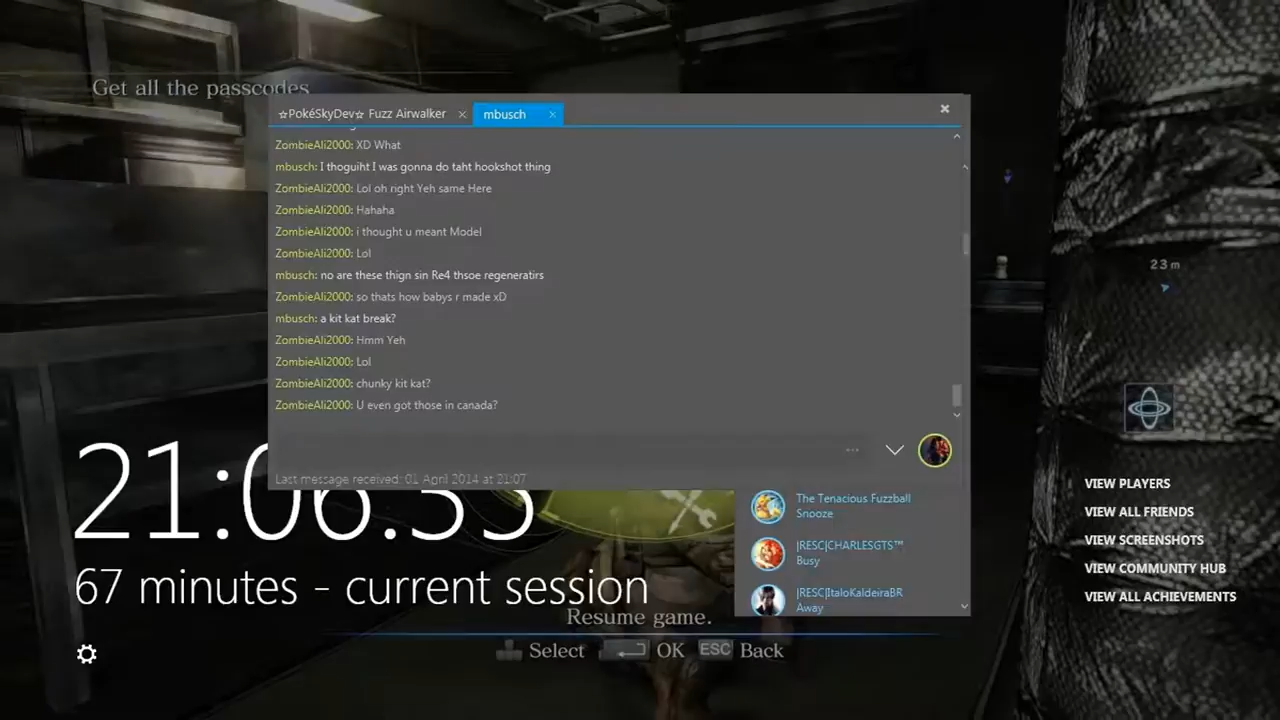 Get all the passcodes
☆PokéSkyDev☆ Fuzz Airwalker
mbusch
ZombieAli2000: XD What
mbusch: I thoguiht I was gonna do taht hookshot thing
ZombieAli2000: Lol oh right Yeh same Here
ZombieAli2000: Hahaha
ZombieAli2000: i thought u meant Model
ZombieAli2000: Lol
mbusch: no are these thign sin Re4 thsoe regeneratirs
ZombieAli2000: so thats how babys r made xD
mbusch: a kit kat break?
ZombieAli2000: Hmm Yeh
ZombieAli2000: Lol
ZombieAli2000: chunky kit kat?
ZombieAli2000: U even got those in canada?
Last message received: 01 April 2014 at 21:07
23 m
21:06.35
67 minutes - current session
The Tenacious Fuzzball
Snooze
|RESC|CHARLESGTS™
Busy
|RESC|ItaloKaldeiraBR
Away
VIEW PLAYERS
VIEW ALL FRIENDS
VIEW SCREENSHOTS
VIEW COMMUNITY HUB
VIEW ALL ACHIEVEMENTS
Resume game.
Select OK ESC Back